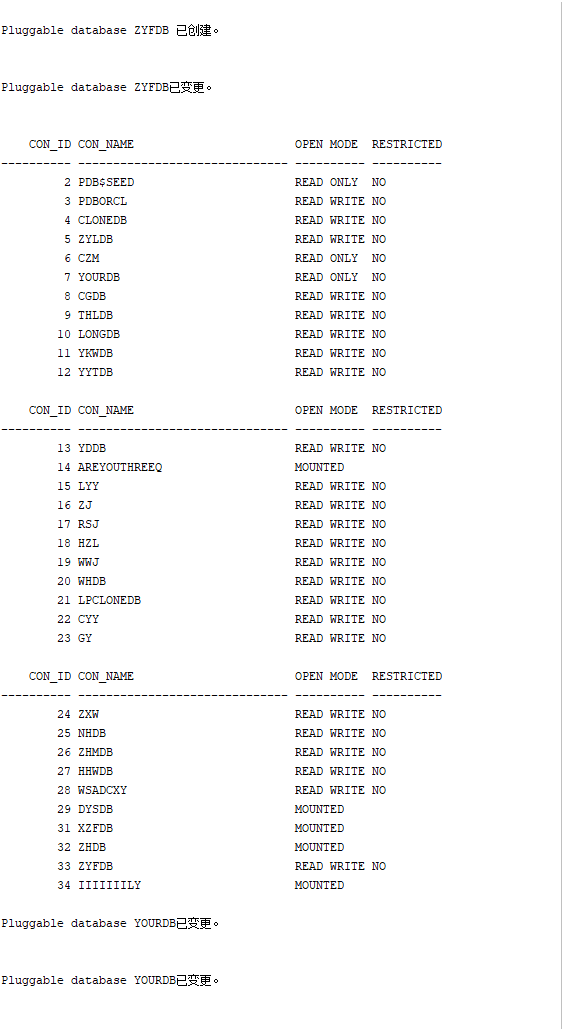 Pluggable database ZYFDB 已创建。
Pluggable database ZYFDB已变更。
CON_ID CON_NAME OPEN MODE RESTRICTED
---------- ------------------------------ ---------- ----------
2 PDB$SEED READ ONLY NO
3 PDBORCL READ WRITE NO
4 CLONEDB READ WRITE NO
5 ZYLDB READ WRITE NO
6 CZM READ ONLY NO
7 YOURDB READ ONLY NO
8 CGDB READ WRITE NO
9 THLDB READ WRITE NO
10 LONGDB READ WRITE NO
11 YKWDB READ WRITE NO
12 YYTDB READ WRITE NO
CON_ID CON_NAME OPEN MODE RESTRICTED
---------- ------------------------------ ---------- ----------
13 YDDB READ WRITE NO
14 AREYOUTHREEQ MOUNTED
15 LYY READ WRITE NO
16 ZJ READ WRITE NO
17 RSJ READ WRITE NO
18 HZL READ WRITE NO
19 WWJ READ WRITE NO
20 WHDB READ WRITE NO
21 LPCLONEDB READ WRITE NO
22 CYY READ WRITE NO
23 GY READ WRITE NO
CON_ID CON_NAME OPEN MODE RESTRICTED
---------- ------------------------------ ---------- ----------
24 ZXW READ WRITE NO
25 NHDB READ WRITE NO
26 ZHMDB READ WRITE NO
27 HHWDB READ WRITE NO
28 WSADCXY READ WRITE NO
29 DYSDB MOUNTED
31 XZFDB MOUNTED
32 ZHDB MOUNTED
33 ZYFDB READ WRITE NO
34 IIIIIIILY MOUNTED
Pluggable database YOURDB已变更。
Pluggable database YOURDB已变更。